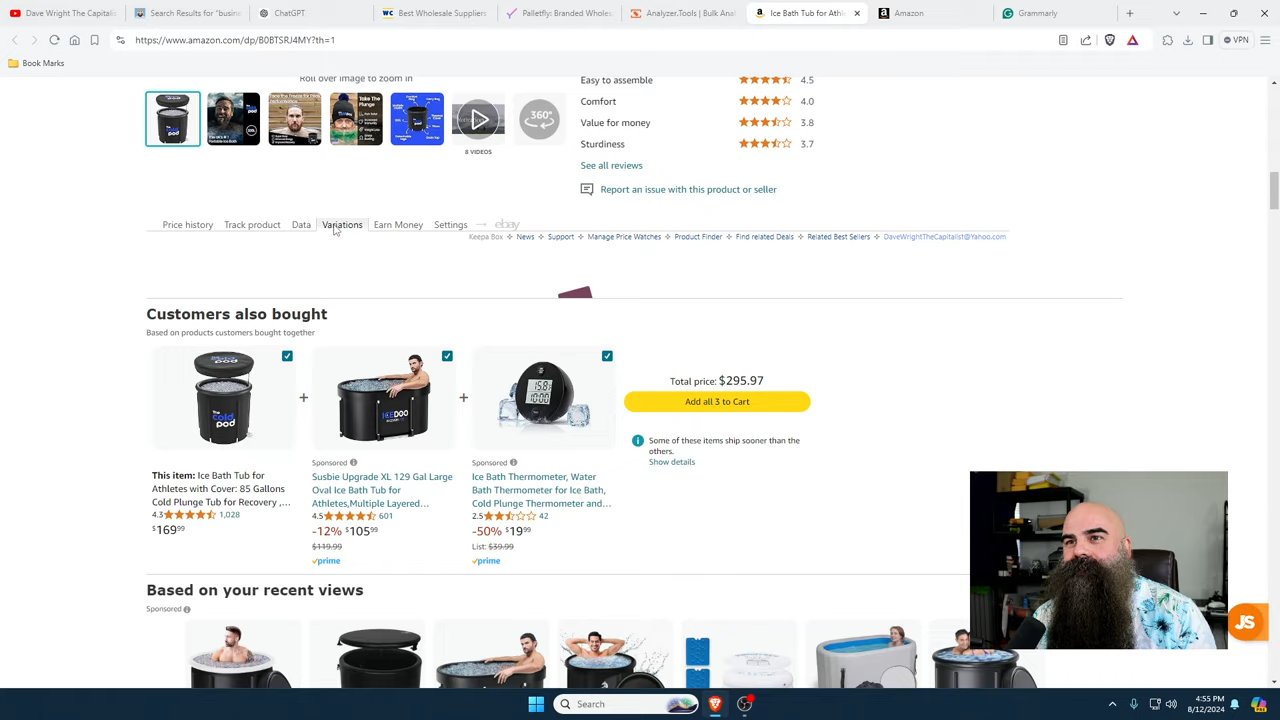 Dave Wright The Capital
Search Results for "busine
ChatGPT
Best Wholesale Suppliers
Palletfly: Branded Whole
Analyzer.Tools | Bulk Anal
Ice Bath Tub for Athl
Amazon
Grammarly
https://www.amazon.com/dp/B0BTSRJ4MY?th=1
VPN
Book Marks
Roll over image to zoom in
Easy to assemble 4.5
Comfort 4.0
Value for money 3.8
Sturdiness 3.7
See all reviews
Report an issue with this product or seller
360°
8 VIDEOS
Price history Track product Data Variations Earn Money Settings ebay
Keepa Box News Support Manage Price Watches Product Finder Find related Deals Related Best Sellers DaveWrightTheCapitalist@Yahoo.com
Customers also bought
Based on products customers bought together
Total price: $295.97
Add all 3 to Cart
Some of these items ship sooner than the
others.
Show details
This item: Ice Bath Tub for
Athletes with Cover: 85 Gallons
Cold Plunge Tub for Recovery ,...
4.3 1,028
$169.99
Sponsored
Susbie Upgrade XL 129 Gal Large
Oval Ice Bath Tub for
Athletes,Multiple Layered...
4.5 601
-12% $105.99
$119.99
prime
Sponsored
Ice Bath Thermometer, Water
Bath Thermometer for Ice Bath,
Cold Plunge Thermometer and...
2.5 42
-50% $19.99
List: $39.99
prime
Based on your recent views
Sponsored
JS
Search
4:55 PM
8/12/2024